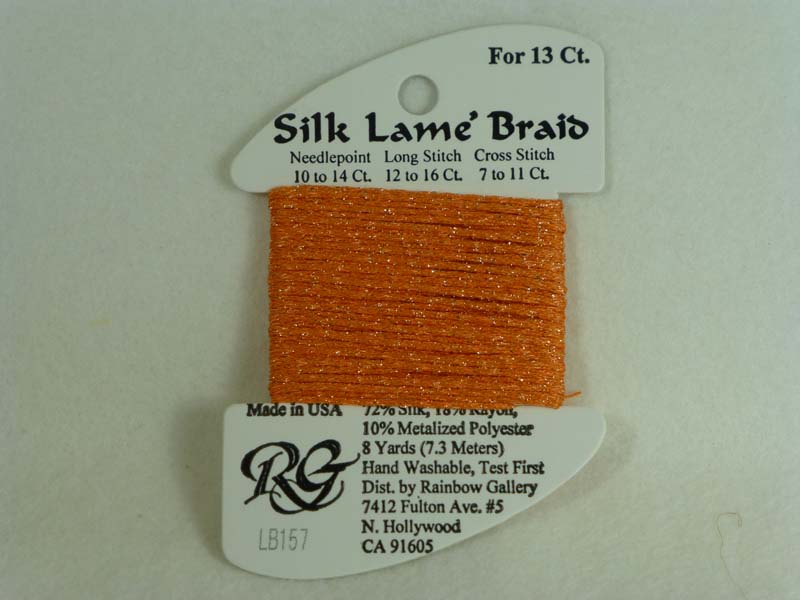 For 13 Ct.
Silk Lame' Braid
Needlepoint Long Stitch Cross Stitch
10 to 14 Ct. 12 to 16 Ct. 7 to 11 Ct.
Made in USA 72% Silk, 18% Rayon,
10% Metalized Polyester
8 Yards (7.3 Meters)
Hand Washable, Test First
Dist. by Rainbow Gallery
7412 Fulton Ave. #5
N. Hollywood
CA 91605
RG
LB157